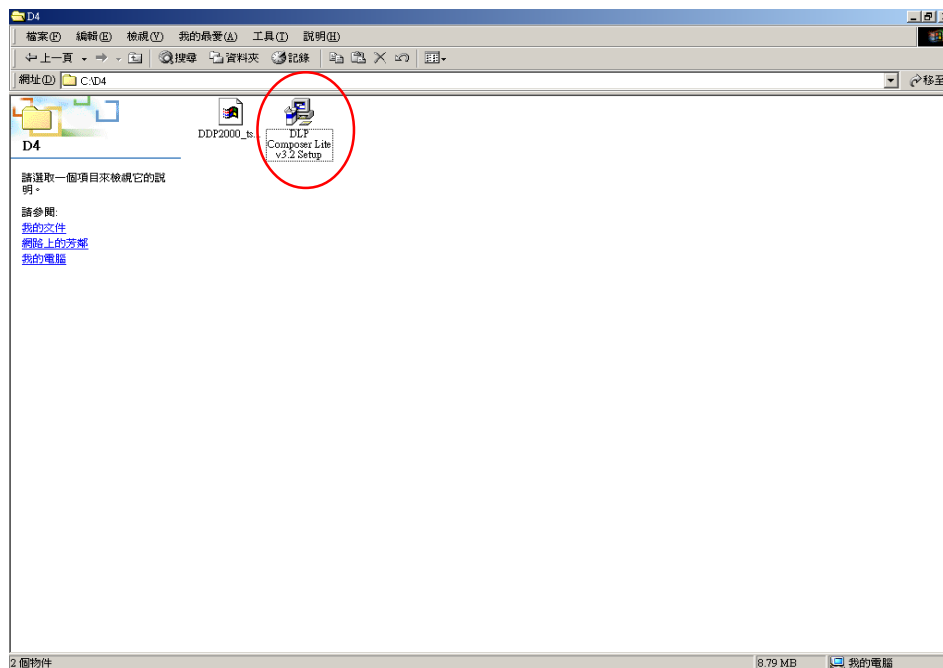 D4
檔案(F) 編輯(E) 檢視(V) 我的最愛(A) 工具(T) 說明(H)
上一頁 搜尋 資料夾 記錄
網址(D) C:\D4 移至
D4
DDP2000_ts...
DLP
Composer Lite
v3.2 Setup
請選取一個項目來檢視它的說
明。
請參閱:
我的文件
網路上的芳鄰
我的電腦
2 個物件 8.79 MB 我的電腦